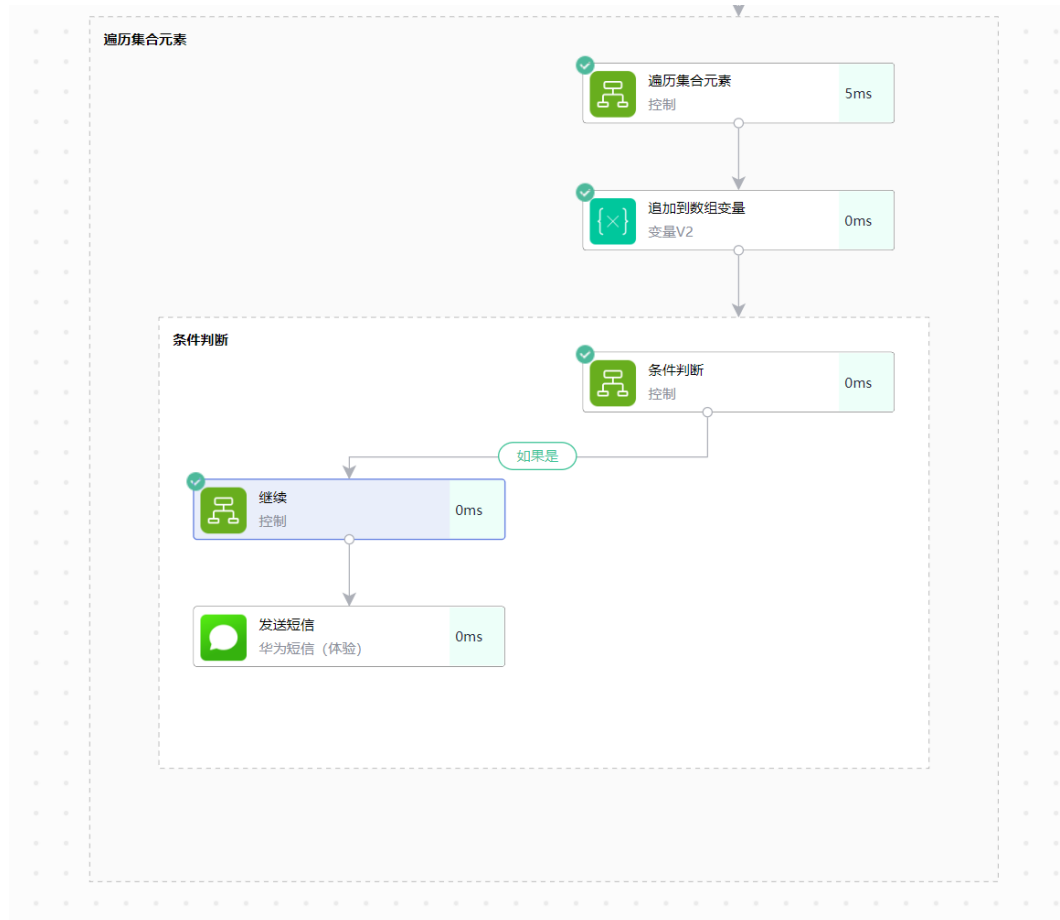 遍历集合元素
遍历集合元素
控制
5ms
追加到数组变量
变量V2
0ms
条件判断
条件判断
控制
0ms
如果是
继续
控制
0ms
发送短信
华为短信（体验）
0ms